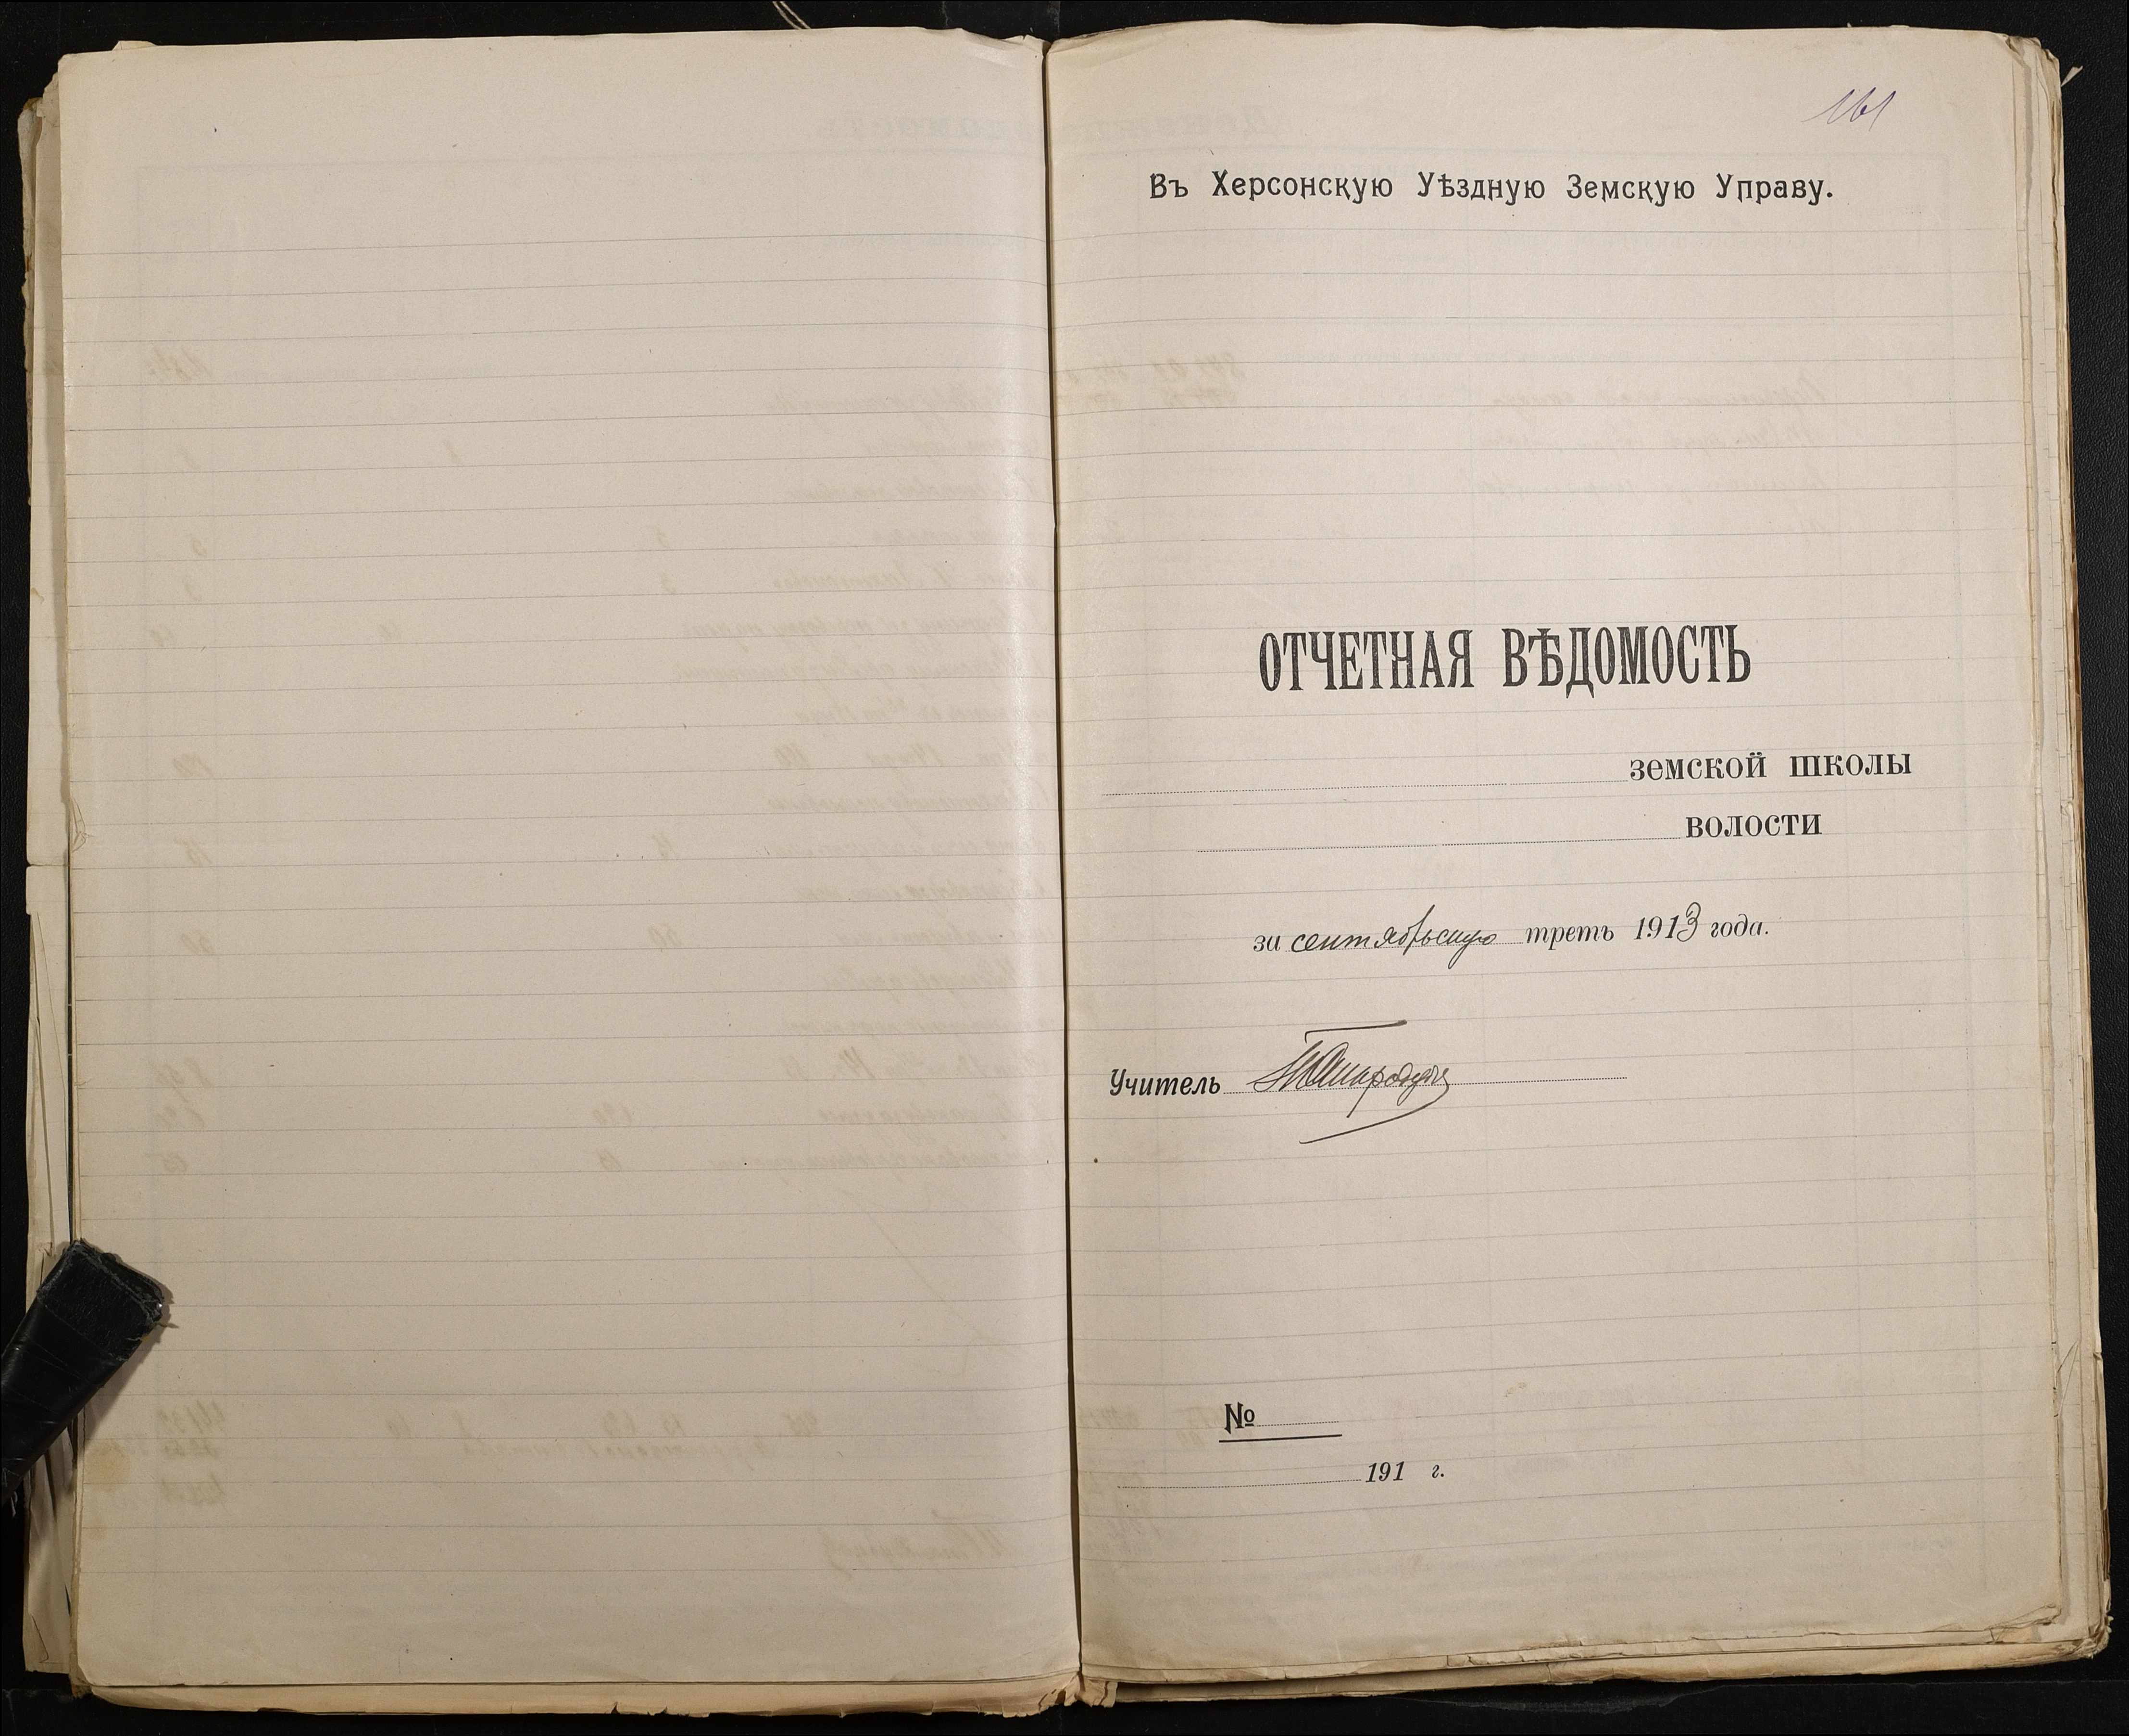 161
Въ Херсонскую Уѣздную Земскую Управу.
ОТЧЕТНАЯ ВѢДОМОСТЬ
земской школы
волости
за сентябрьскую треть 1913 года.
Учитель
№
191 г.